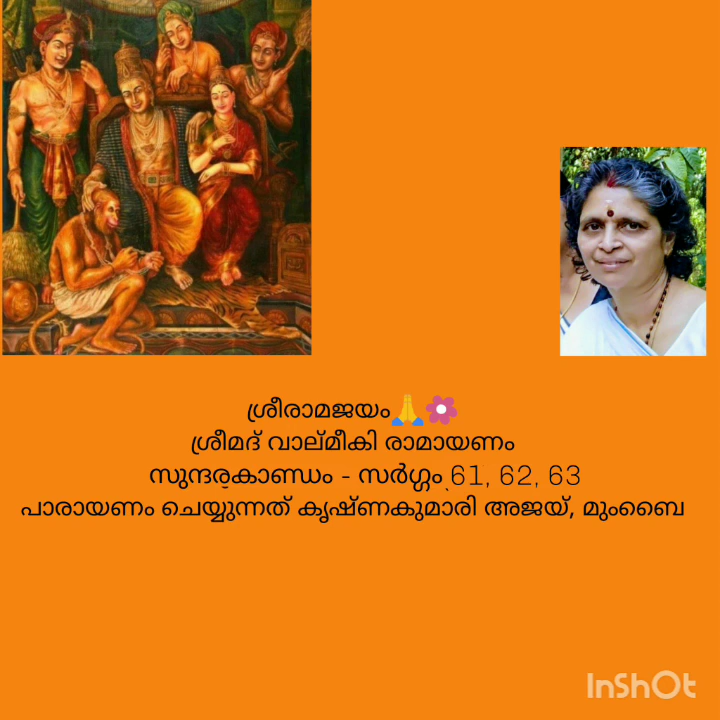 ശ്രീരാമജയം🙏🌸
ശ്രീമദ് വാല്മീകി രാമായണം
സുന്ദരകാണ്ഡം - സർഗ്ഗം 61, 62, 63
പാരായണം ചെയ്യുന്നത് കൃഷ്ണകുമാരി അജയ്, മുംബൈ
InShOt